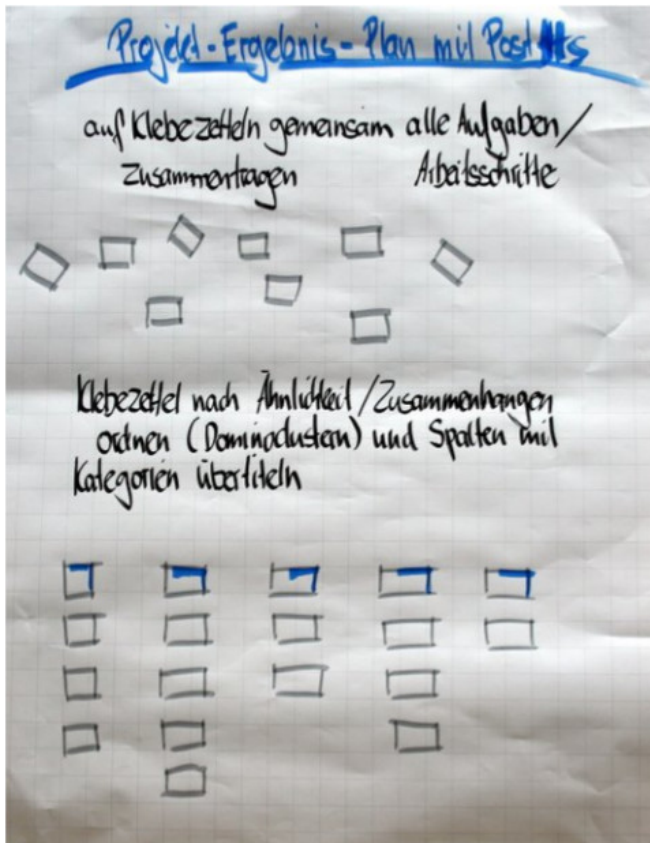 Projekt-Ergebnis-Plan mit Post Its
auf Klebezetteln gemeinsam alle Aufgaben/
zusammentragen Arbeitsschritte
Klebezettel nach Ähnlichkeit/Zusammenhängen
ordnen (Dominoclustern) und Spalten mit
Kategorien übertiteln